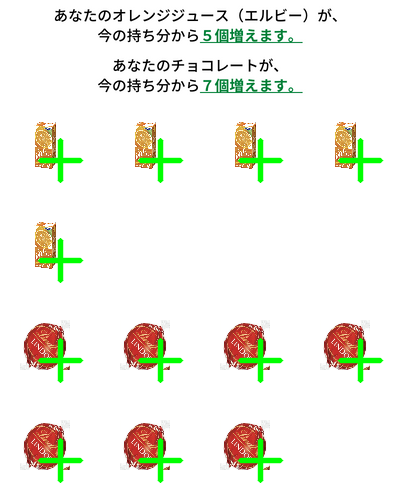 あなたのオレンジジュース（エルビー）が、
今の持ち分から５個増えます。
あなたのチョコレートが、
今の持ち分から７個増えます。